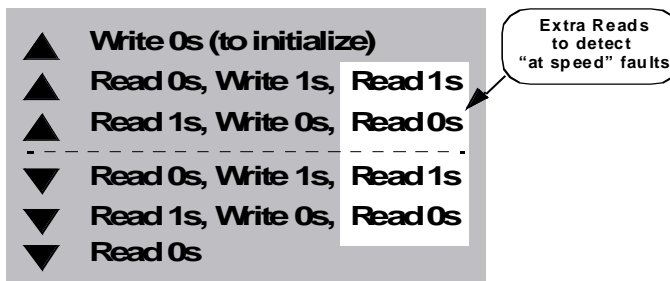 Write 0s (to initialize)
Read 0s, Write 1s, Read 1s
Read 1s, Write 0s, Read 0s
Read 0s, Write 1s, Read 1s
Read 1s, Write 0s, Read 0s
Read 0s
Extra Reads
to detect
“at speed” faults